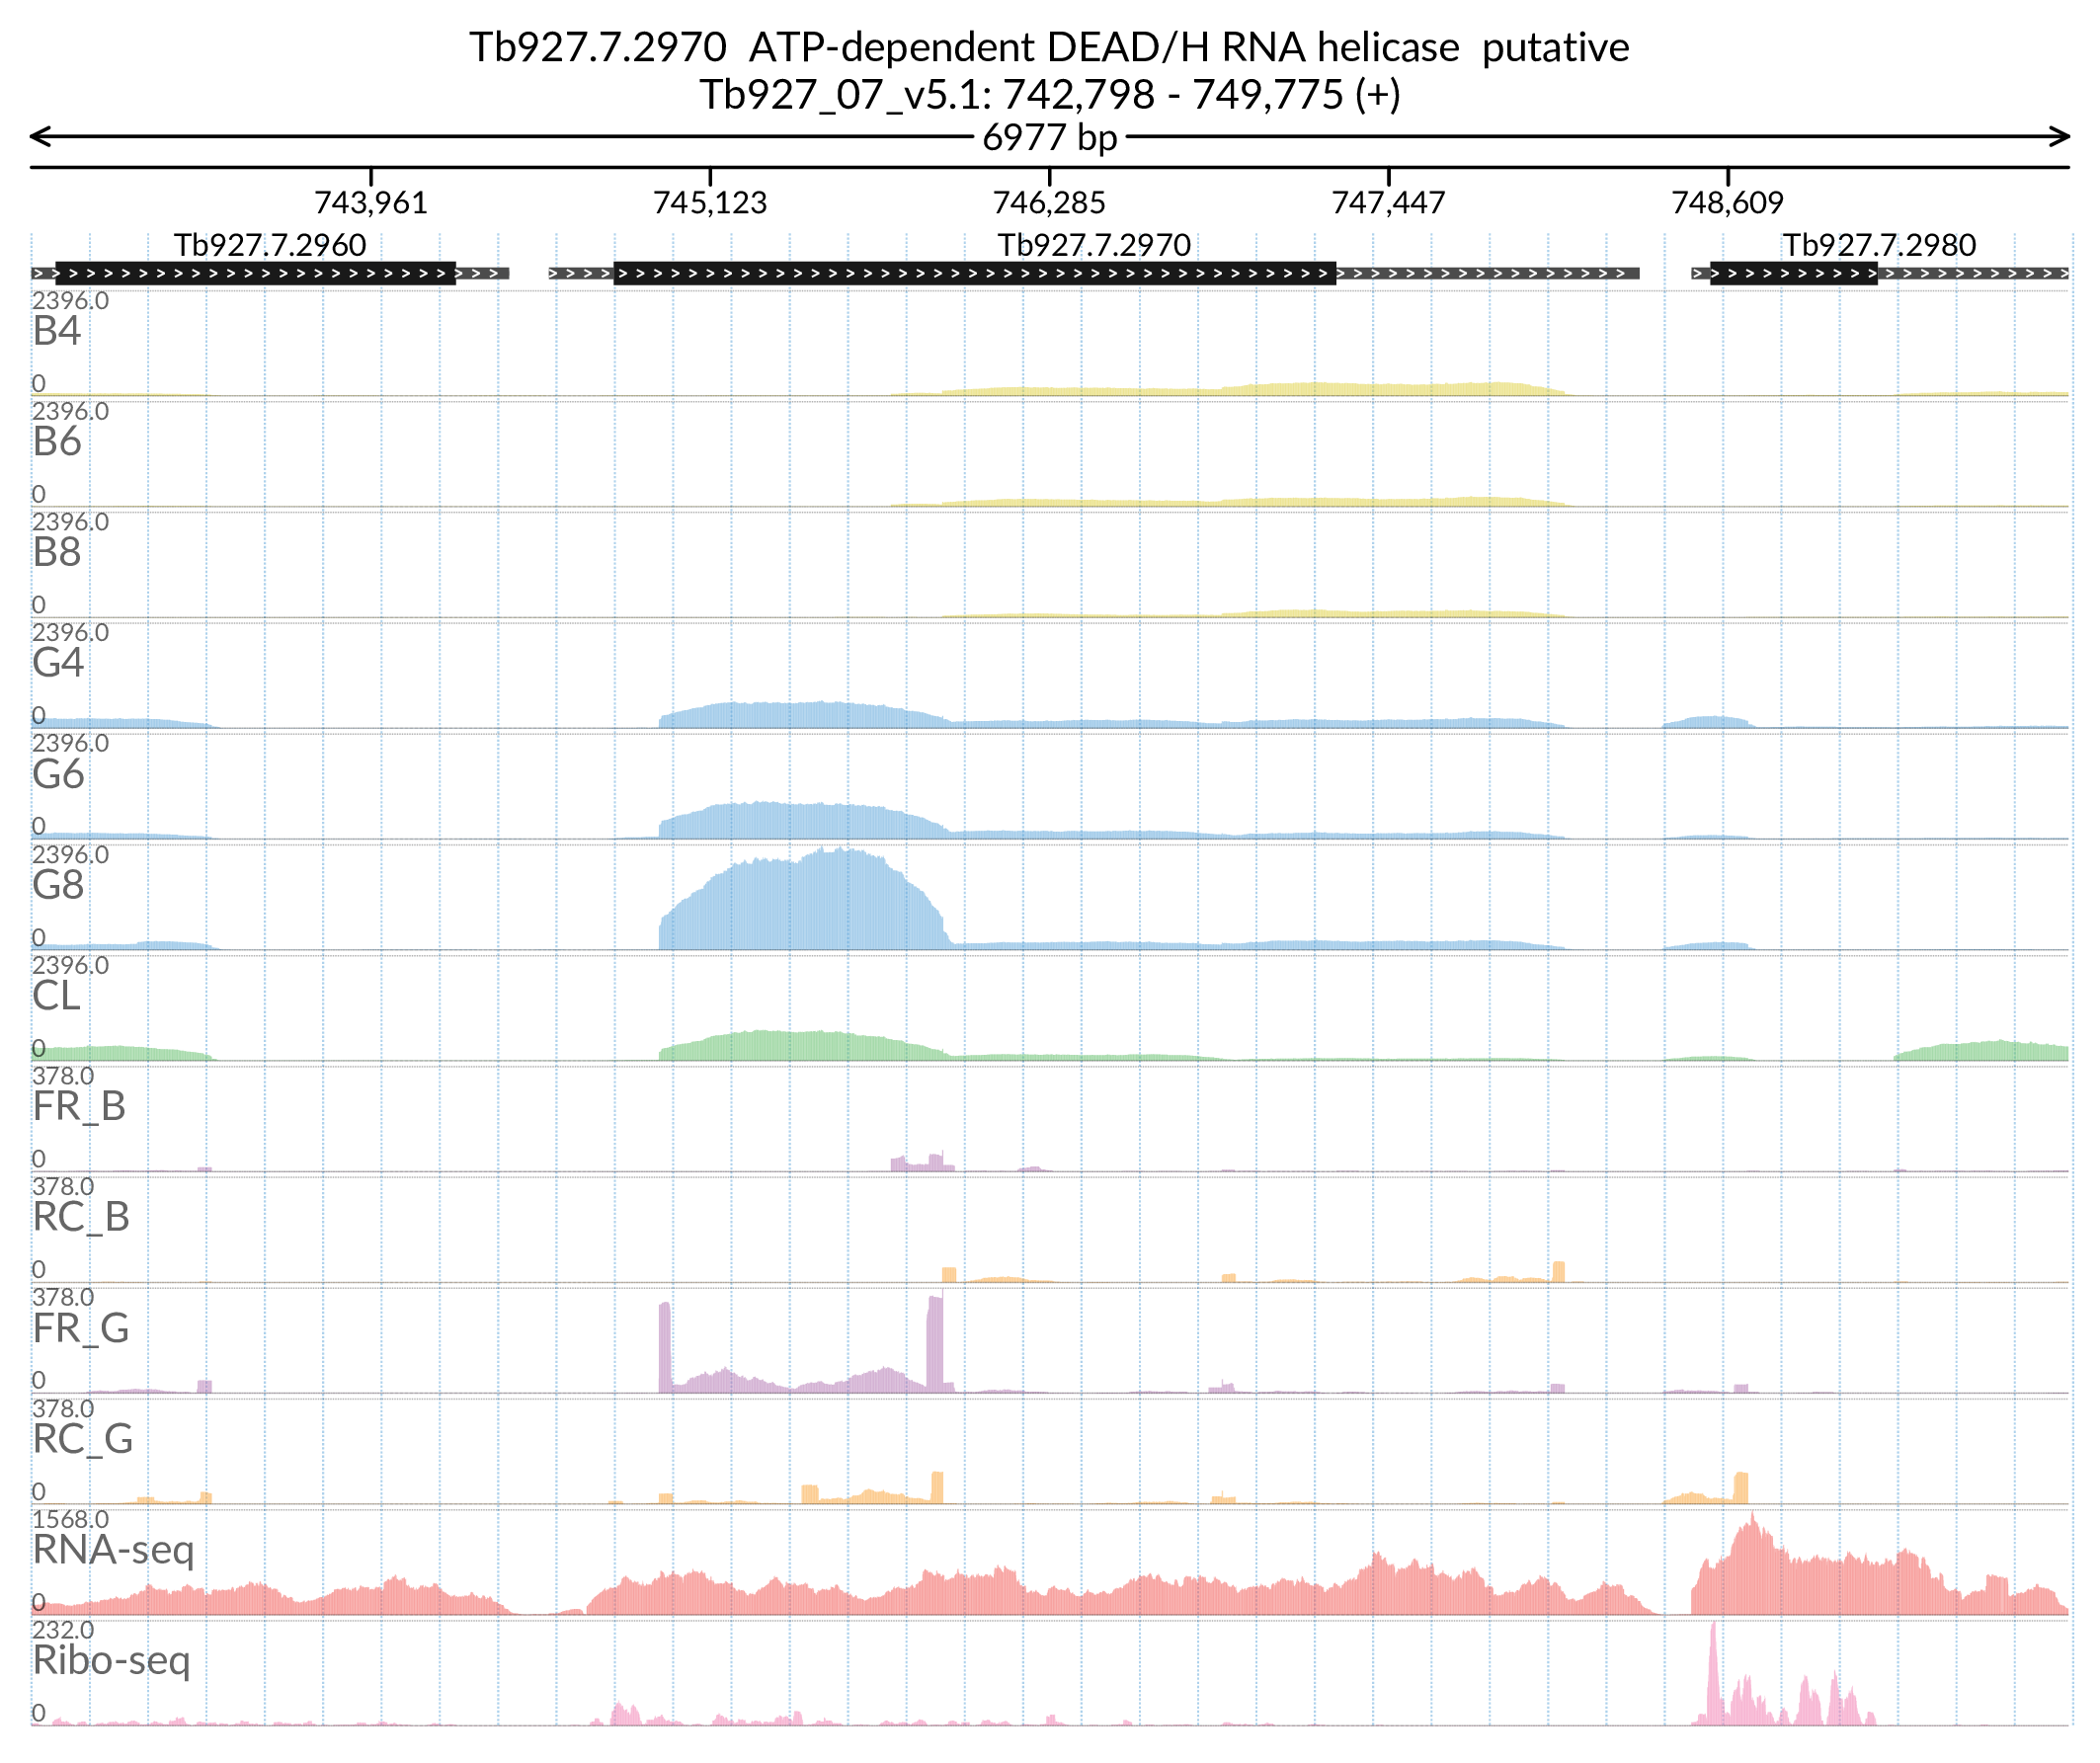 Tb927.7.2970  ATP-dependent DEAD/H RNA helicase  putative
Tb927_07_v5.1: 742,798 - 749,775 (+)
6977 bp
743,961 745,123 746,285 747,447 748,609
Tb927.7.2960 Tb927.7.2970 Tb927.7.2980
2396.0
B4
0
2396.0
B6
0
2396.0
B8
0
2396.0
G4
0
2396.0
G6
0
2396.0
G8
0
2396.0
CL
0
378.0
FR_B
0
378.0
RC_B
0
378.0
FR_G
0
378.0
RC_G
0
1568.0
RNA-seq
0
232.0
Ribo-seq
0